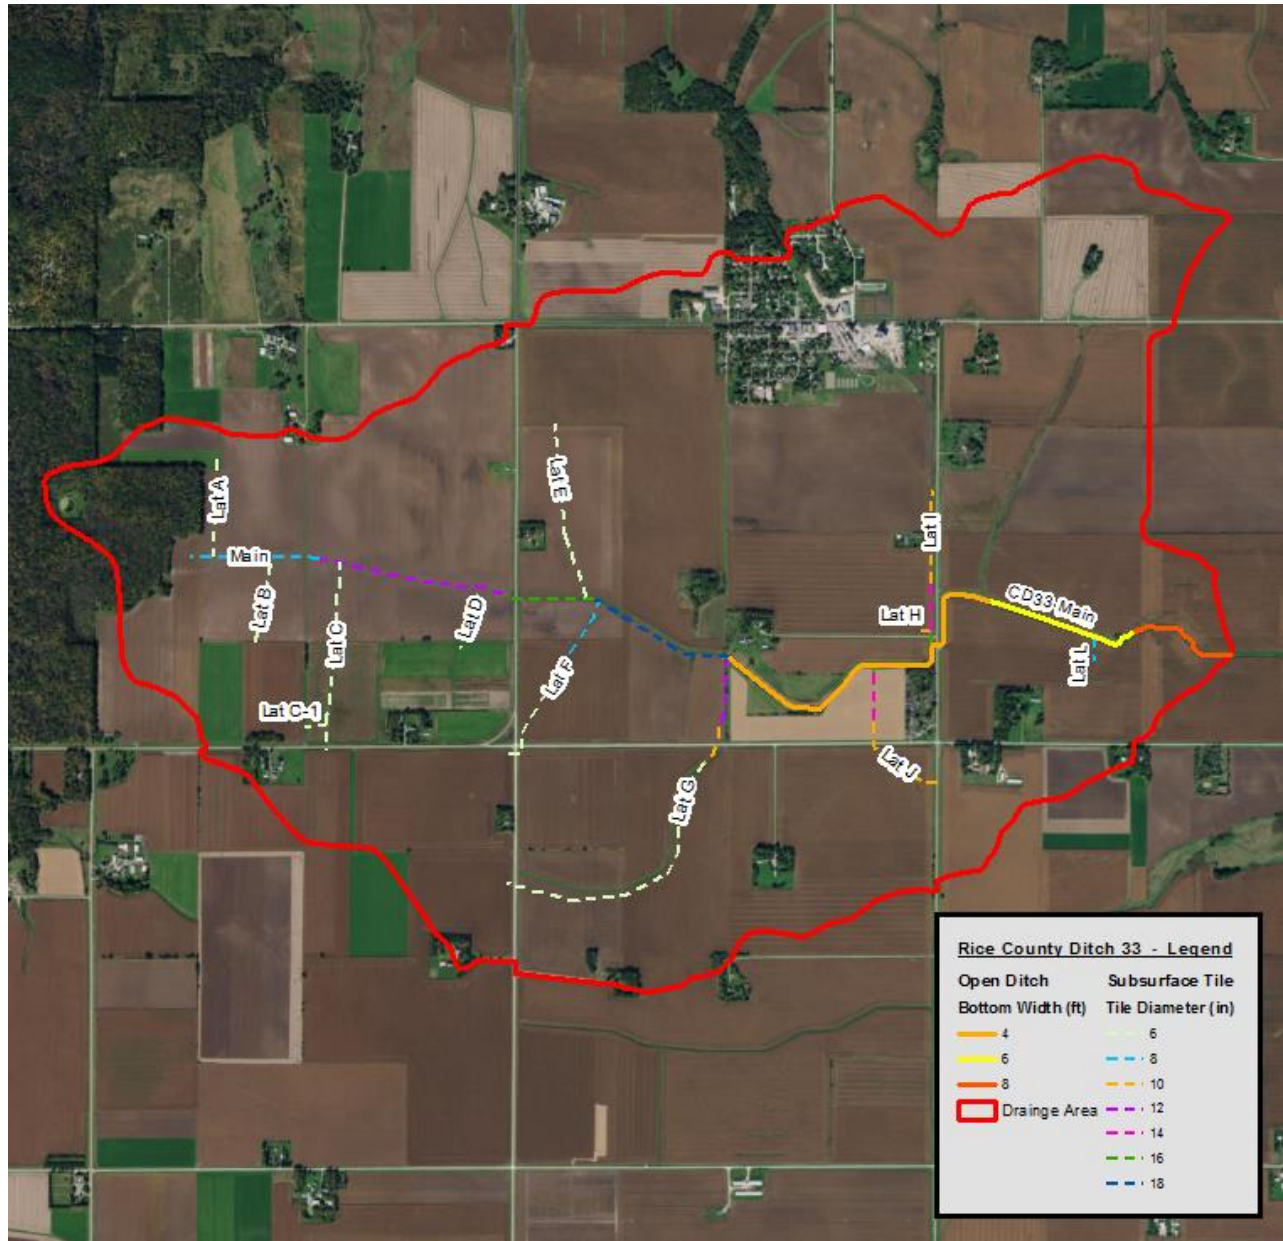 Lat E
Lat A
Lat I
Main
CD33 Main
Lat B
Lat C
Lat D
Lat H
Lat L
Lat F
Lat C-1
Lat J
Lat G
Rice County Ditch 33 - Legend
Open Ditch
Bottom Width (ft)
4
6
8
Drainge Area
Subsurface Tile
Tile Diameter (in)
6
8
10
12
14
16
18